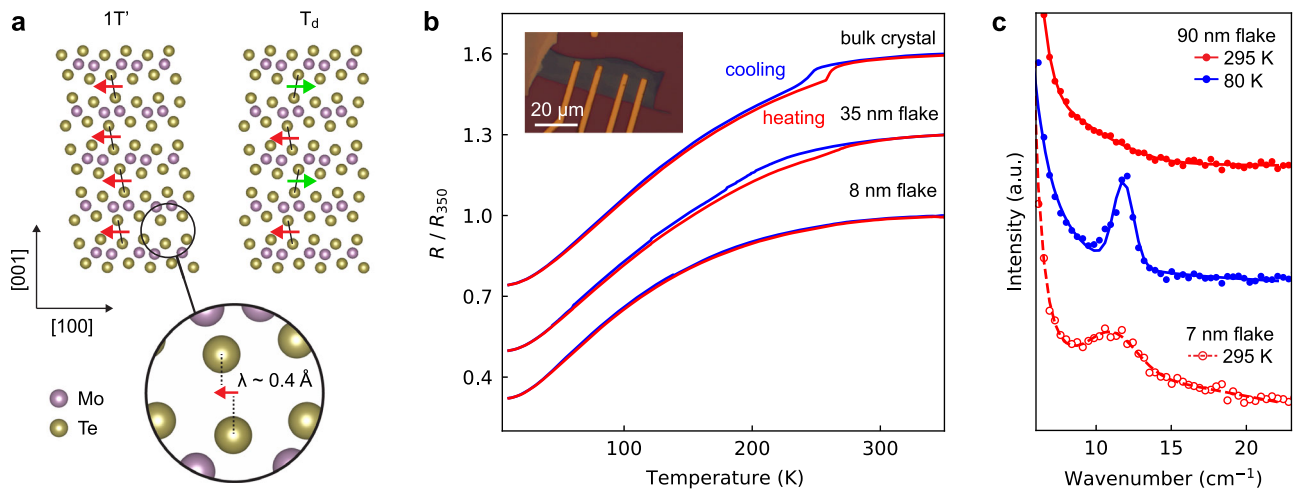 a
1T’
T_d
[001]
[100]
λ ~ 0.4 Å
Mo
Te
b
bulk crystal
cooling
heating
35 nm flake
8 nm flake
20 μm
R / R_350
1.6
1.3
1.0
0.7
0.4
100
200
300
Temperature (K)
c
90 nm flake
295 K
80 K
7 nm flake
295 K
Intensity (a.u.)
10
15
20
Wavenumber (cm⁻¹)